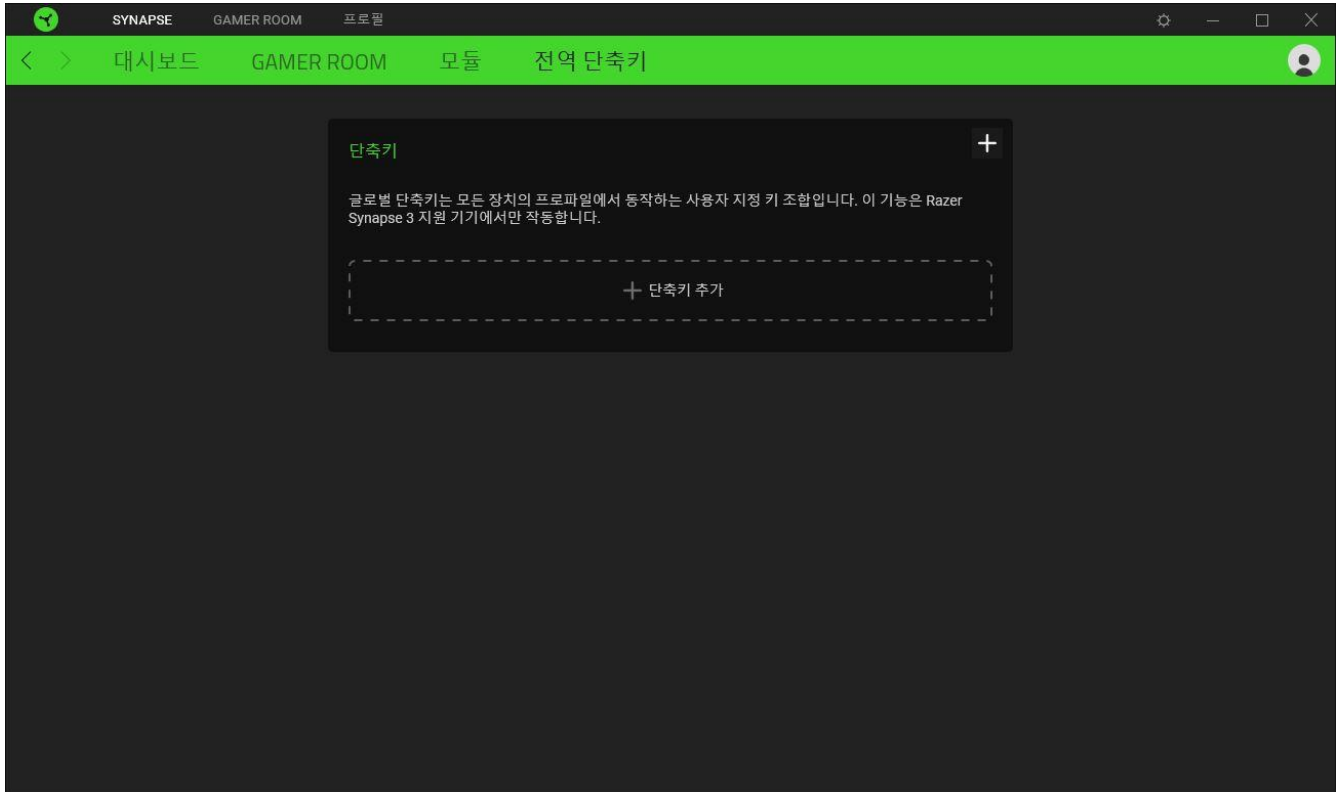 SYNAPSE GAMER ROOM 프로필
대시보드 GAMER ROOM 모듈 전역 단축키
단축키
글로벌 단축키는 모든 장치의 프로파일에서 동작하는 사용자 지정 키 조합입니다. 이 기능은 Razer
Synapse 3 지원 기기에서만 작동합니다.
단축키 추가